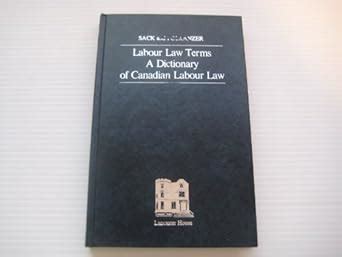 SACK
Labour Law Terms
A Dictionary
of Canadian Labour Law
Lancaster House